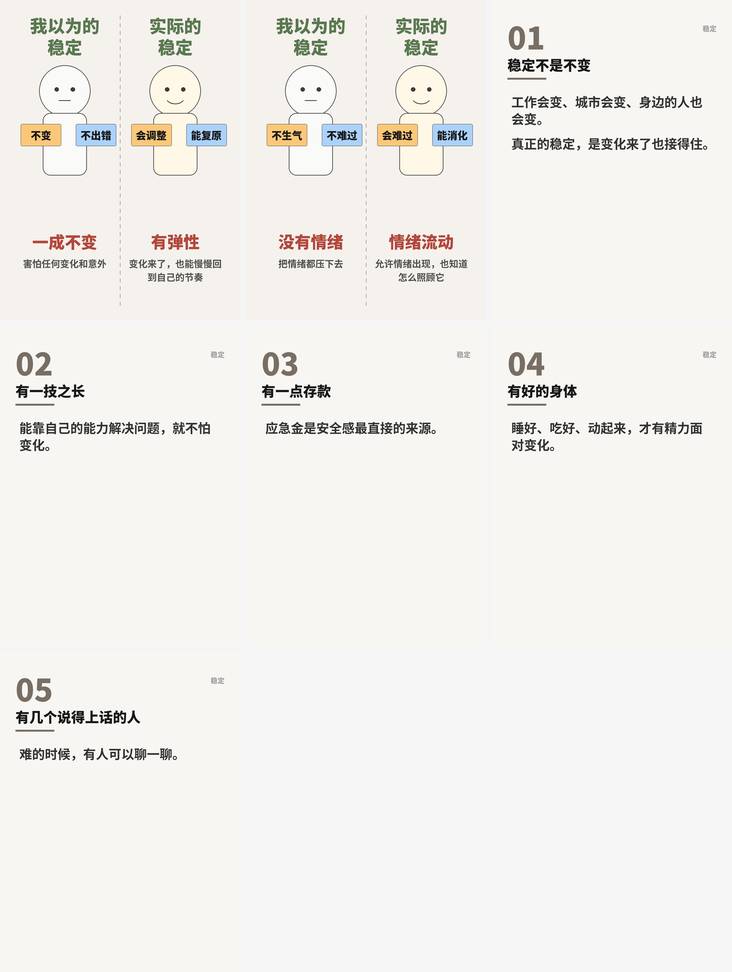 我以为的
稳定
实际的
稳定
不变
不出错
会调整
能复原
一成不变
有弹性
害怕任何变化和意外
变化来了，也能慢慢回
到自己的节奏
我以为的
稳定
实际的
稳定
不生气
不难过
会难过
能消化
没有情绪
情绪流动
把情绪都压下去
允许情绪出现，也知道
怎么照顾它
01
稳定
稳定不是不变
工作会变、城市会变、身边的人也
会变。
真正的稳定，是变化来了也接得住。
02
稳定
有一技之长
能靠自己的能力解决问题，就不怕
变化。
03
稳定
有一点存款
应急金是安全感最直接的来源。
04
稳定
有好的身体
睡好、吃好、动起来，才有精力面
对变化。
05
稳定
有几个说得上话的人
难的时候，有人可以聊一聊。